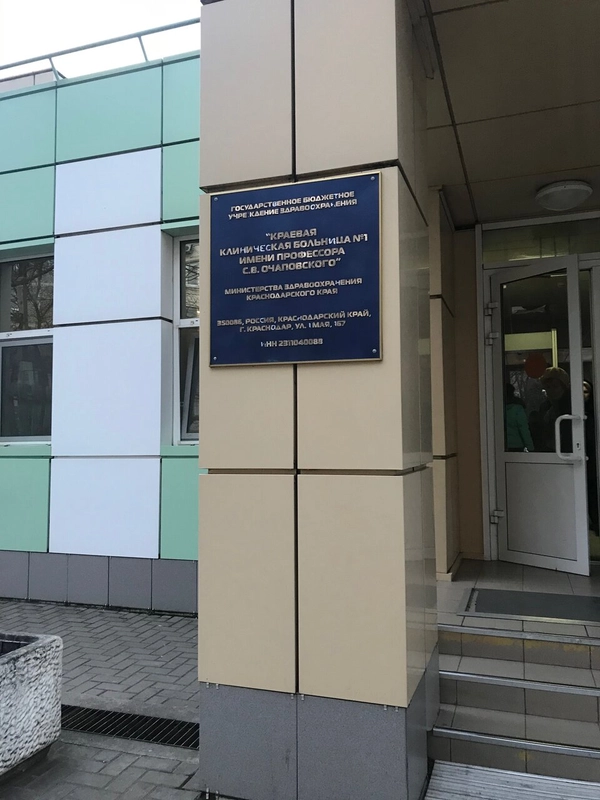 ГОСУДАРСТВЕННОЕ БЮДЖЕТНОЕ
УЧРЕЖДЕНИЕ ЗДРАВООХРАНЕНИЯ
"КРАЕВАЯ
КЛИНИЧЕСКАЯ БОЛЬНИЦА №1
ИМЕНИ ПРОФЕССОРА
С.В. ОЧАПОВСКОГО"
МИНИСТЕРСТВА ЗДРАВООХРАНЕНИЯ
КРАСНОДАРСКОГО КРАЯ
350086, РОССИЯ, КРАСНОДАРСКИЙ КРАЙ,
Г. КРАСНОДАР, УЛ. 1 МАЯ, 167
ИНН 2311040088